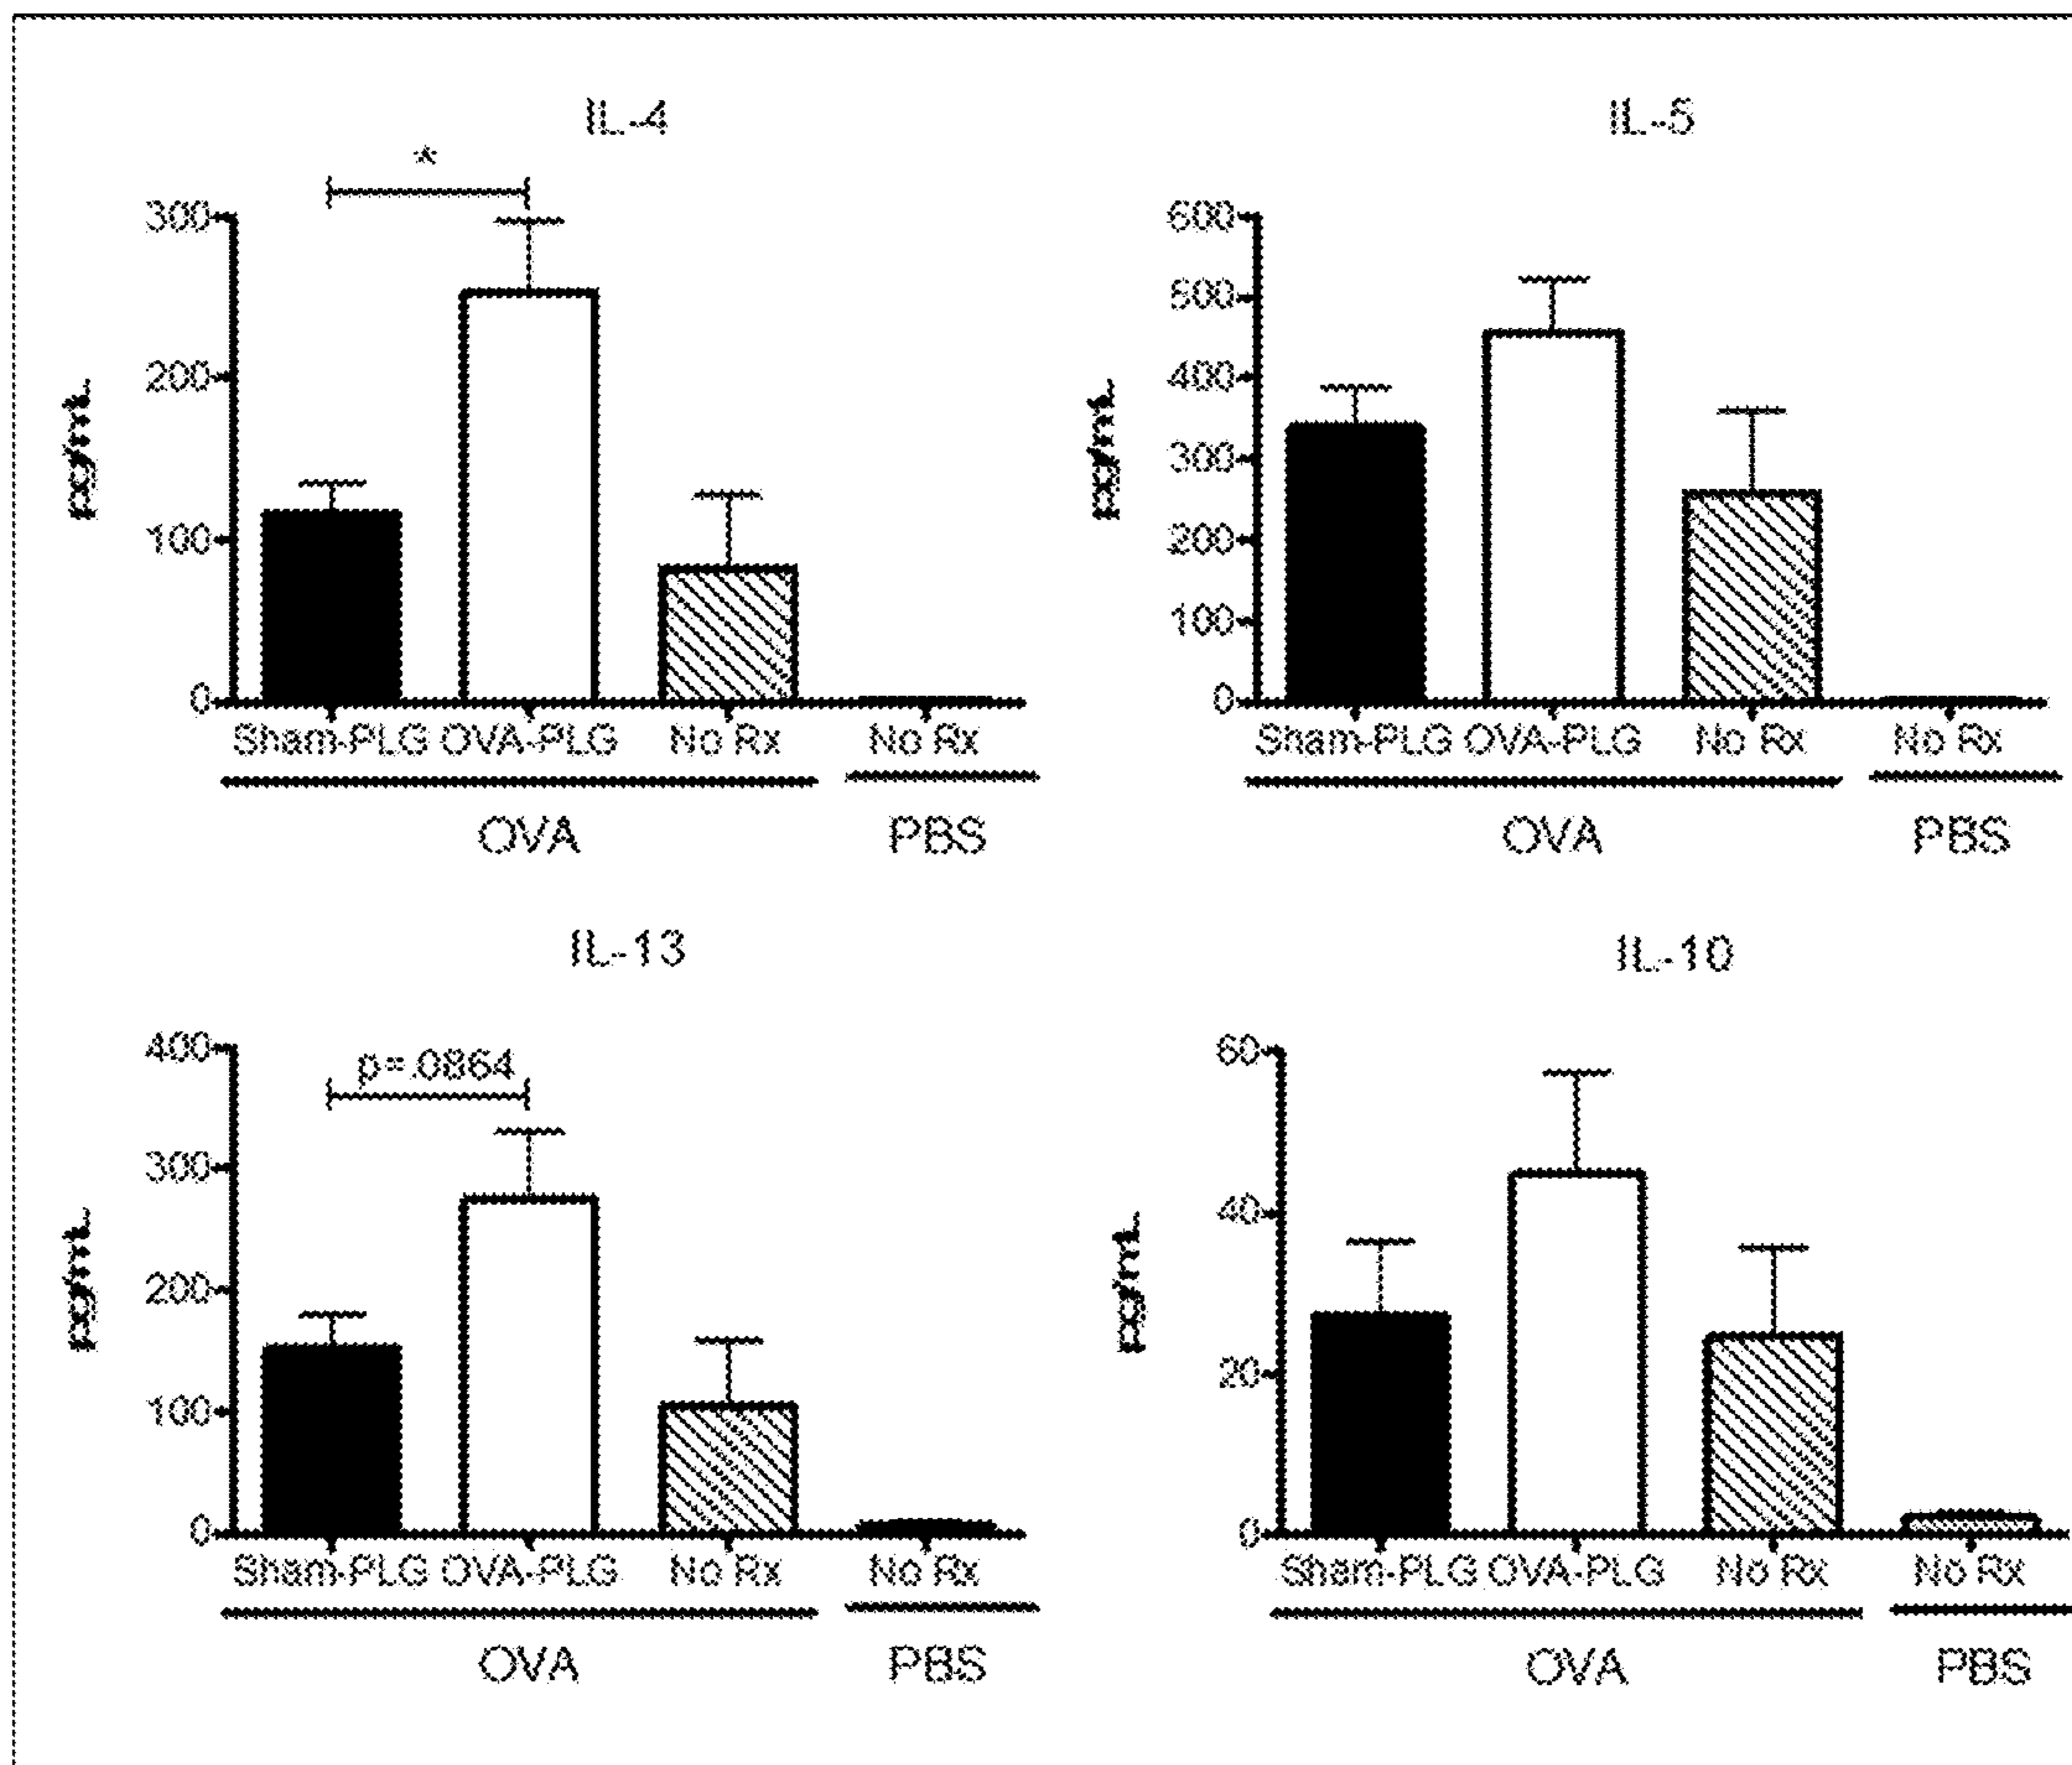 IL-4
*
300
200
100
0
pg/mL
Sham-PLG OVA-PLG No Rx No Rx
OVA PBS
IL-5
600
500
400
300
200
100
0
pg/mL
Sham-PLG OVA-PLG No Rx No Rx
OVA PBS
IL-13
p=.0864
400
300
200
100
0
pg/mL
Sham-PLG OVA-PLG No Rx No Rx
OVA PBS
IL-10
60
40
20
0
pg/mL
Sham-PLG OVA-PLG No Rx No Rx
OVA PBS